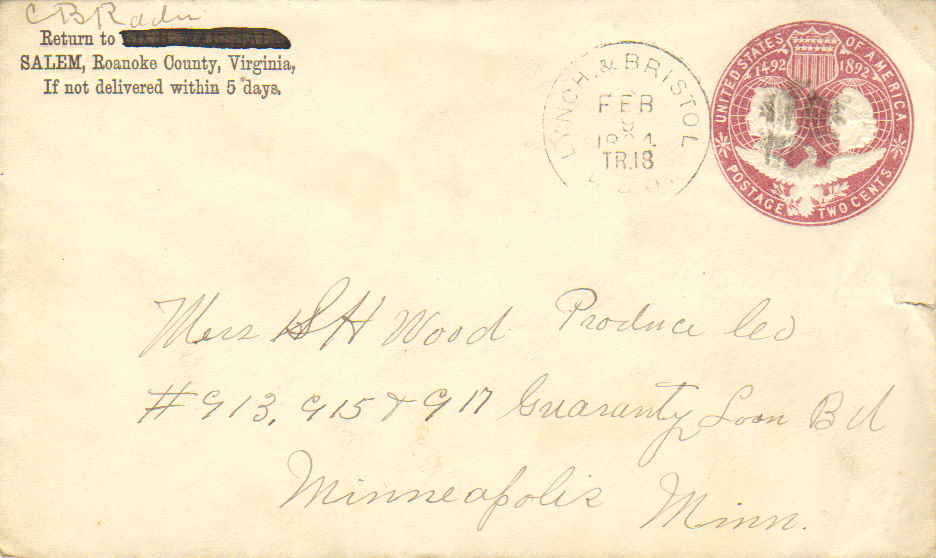 C B Rader
Return to
SALEM, Roanoke County, Virginia,
If not delivered within 5 days.
LYNCH. & BRISTOL
FEB
9
TR.18
R.P.O.
UNITED STATES OF AMERICA
1492 1892
POSTAGE TWO CENTS
Mess S H Wood Produce Co
#913, 915 & 917 Guaranty Loan Bld
Minneapolis Minn.